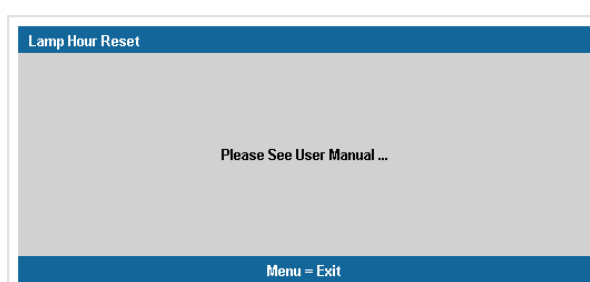 Lamp Hour Reset
Please See User Manual ...
Menu = Exit